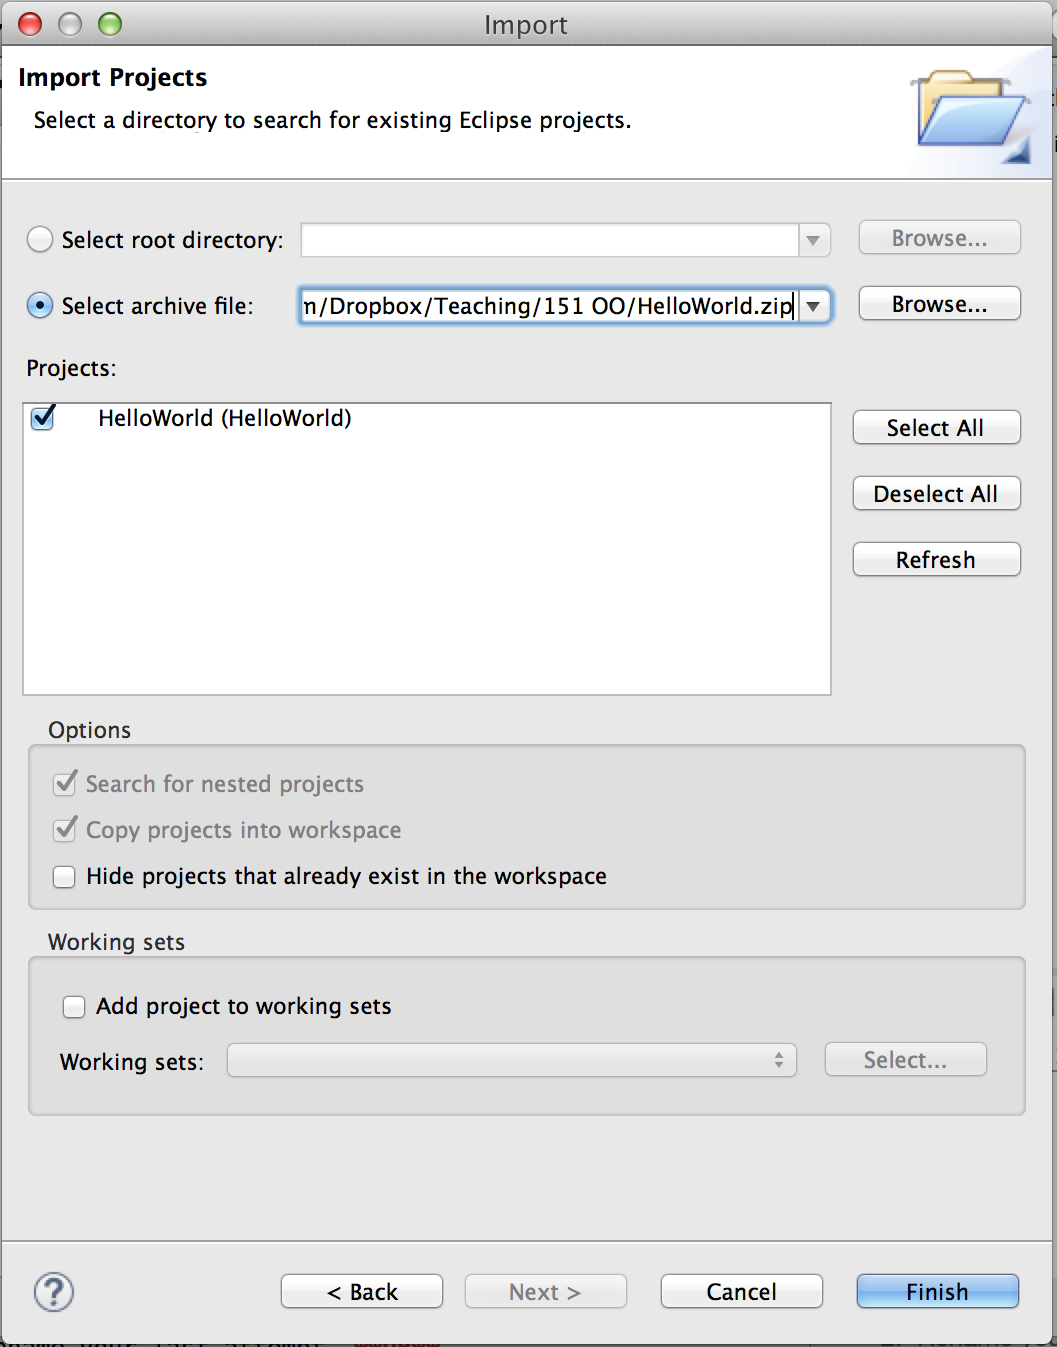 Import
Import Projects
Select a directory to search for existing Eclipse projects.
Select root directory:
Browse...
Select archive file:
/Dropbox/Teaching/151 OO/HelloWorld.zip
Browse...
Projects:
HelloWorld (HelloWorld)
Select All
Deselect All
Refresh
Options
Search for nested projects
Copy projects into workspace
Hide projects that already exist in the workspace
Working sets
Add project to working sets
Working sets:
Select...
?
< Back
Next >
Cancel
Finish